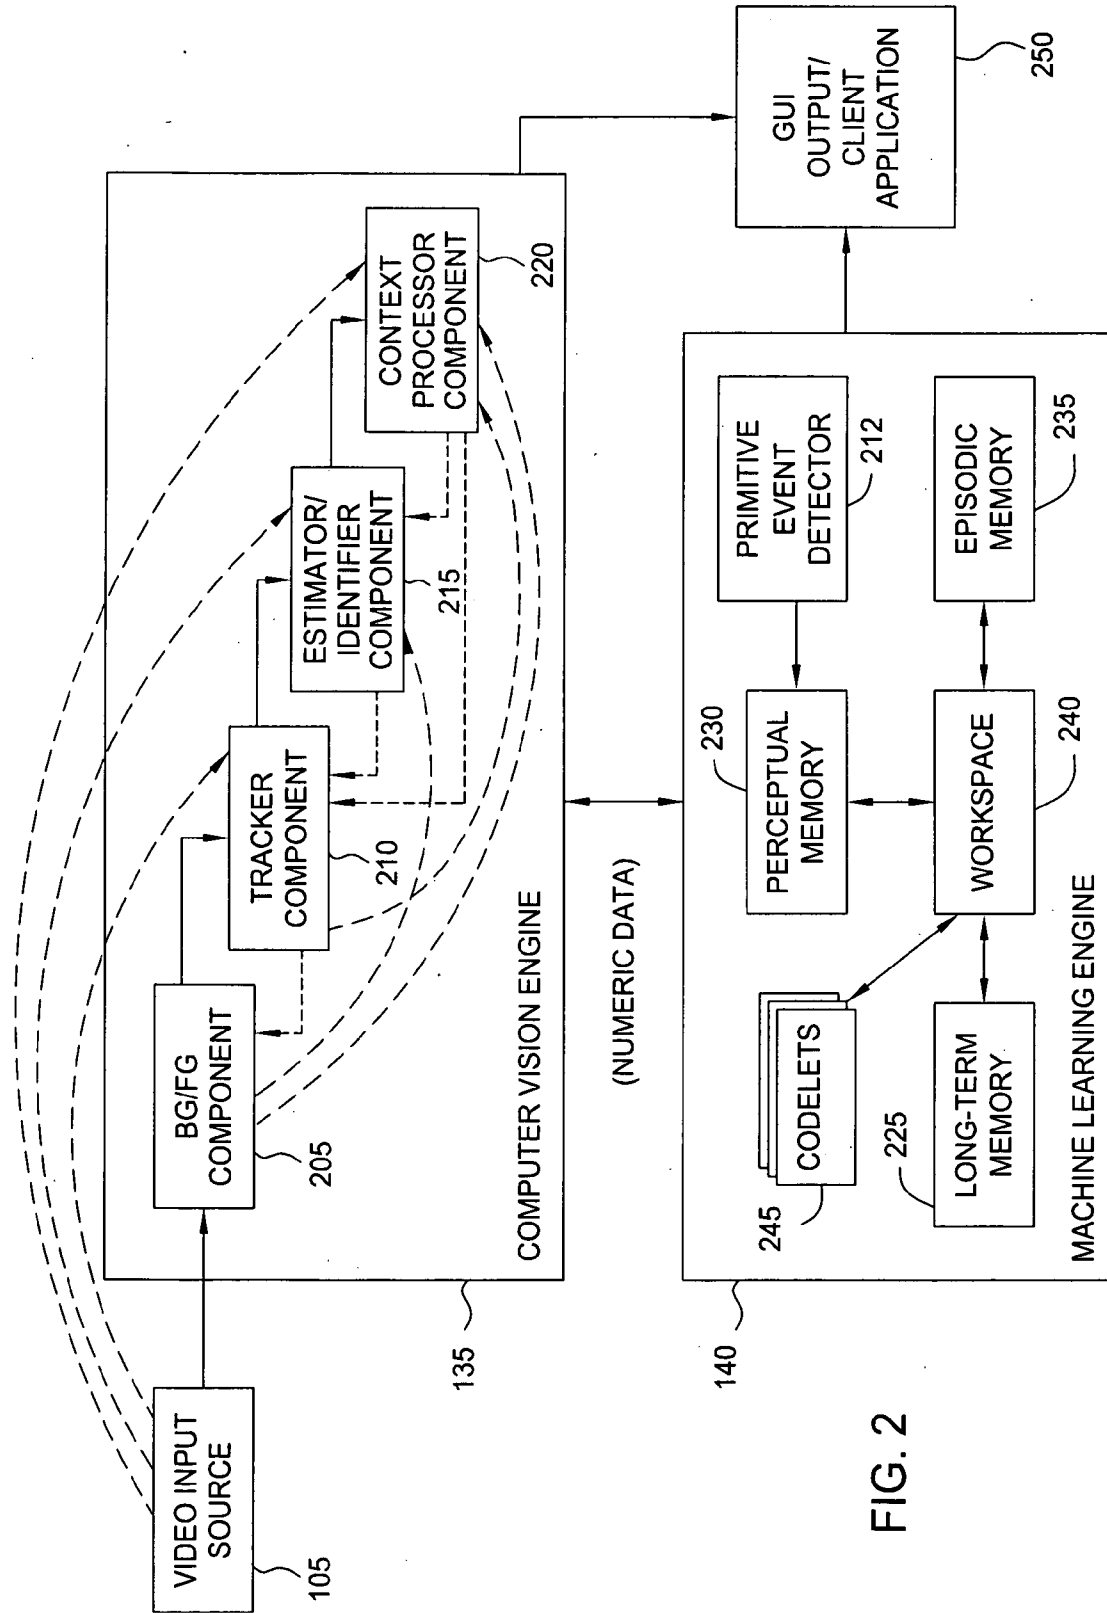 VIDEO INPUT
SOURCE
105
BG/FG
COMPONENT
205
TRACKER
COMPONENT
210
ESTIMATOR/
IDENTIFIER
COMPONENT
215
CONTEXT
PROCESSOR
COMPONENT
220
COMPUTER VISION ENGINE
135
(NUMERIC DATA)
GUI
OUTPUT/
CLIENT
APPLICATION
250
140
CODELETS
245
PERCEPTUAL
MEMORY
230
PRIMITIVE
EVENT
DETECTOR
212
LONG-TERM
MEMORY
225
WORKSPACE
240
EPISODIC
MEMORY
235
MACHINE LEARNING ENGINE
FIG. 2